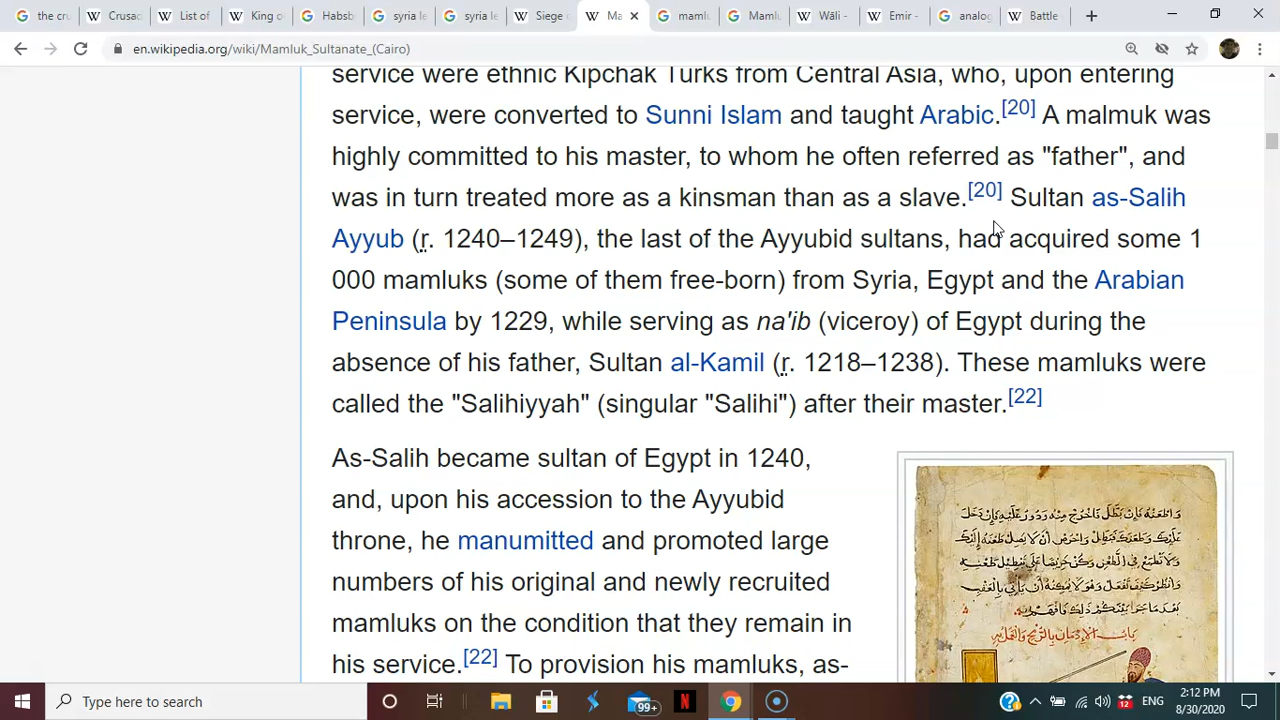 the cru
Crusad
List of
King o
Habsb
syria le
syria le
Siege o
Ma
mamlu
Mamlu
Wāli -
Emir -
analog
Battle
en.wikipedia.org/wiki/Mamluk_Sultanate_(Cairo)
service were ethnic Kipchak Turks from Central Asia, who, upon entering
service, were converted to Sunni Islam and taught Arabic.[20] A malmuk was
highly committed to his master, to whom he often referred as "father", and
was in turn treated more as a kinsman than as a slave.[20] Sultan as-Salih
Ayyub (r. 1240–1249), the last of the Ayyubid sultans, had acquired some 1
000 mamluks (some of them free-born) from Syria, Egypt and the Arabian
Peninsula by 1229, while serving as na'ib (viceroy) of Egypt during the
absence of his father, Sultan al-Kamil (r. 1218–1238). These mamluks were
called the "Salihiyyah" (singular "Salihi") after their master.[22]
As-Salih became sultan of Egypt in 1240,
and, upon his accession to the Ayyubid
throne, he manumitted and promoted large
numbers of his original and newly recruited
mamluks on the condition that they remain in
his service.[22] To provision his mamluks, as-
Type here to search
99+
N
12
ENG
2:12 PM
8/30/2020